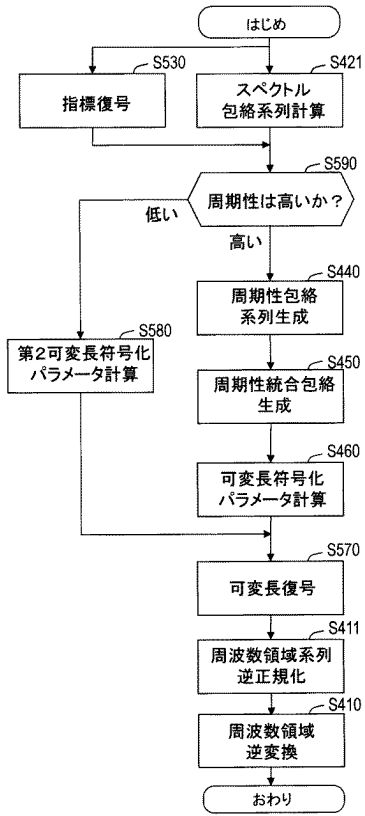 はじめ
S530
指標復号
S421
スペクトル
包絡系列計算
S590
周期性は高いか？
低い
高い
S440
周期性包絡
系列生成
S580
第2可変長符号化
パラメータ計算
S450
周期性統合包絡
生成
S460
可変長符号化
パラメータ計算
S570
可変長復号
S411
周波数領域系列
逆正規化
S410
周波数領域
逆変換
おわり